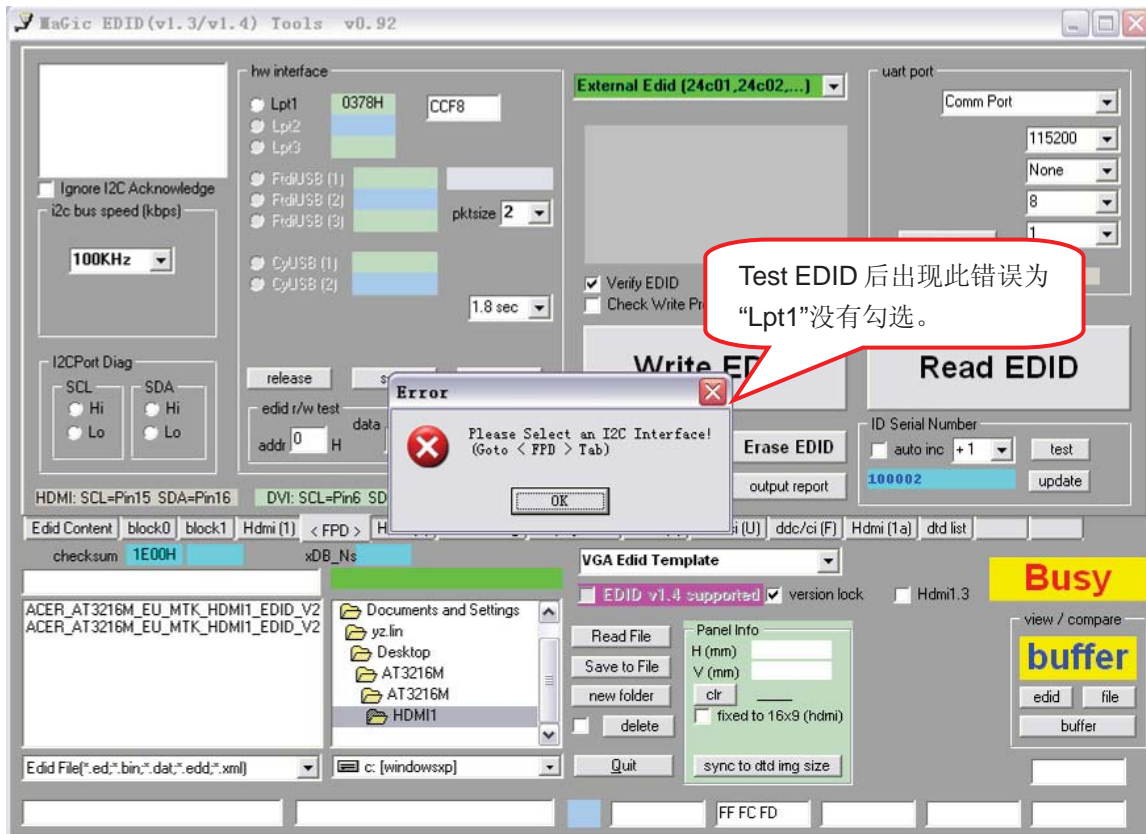 MaGic EDID(v1.3/v1.4) Tools v0.92
hw interface
Lpt1 0378H CCF8
Lpt2
Lpt3
FtdiUSB (1)
FtdiUSB (2)
FtdiUSB (3)
pktsize 2
CyUSB (1)
CyUSB (2)
1.8 sec
Ignore I2C Acknowledge
i2c bus speed (kbps)
100KHz
I2CPort Diag
SCL SDA
Hi Hi
Lo Lo
release
edid r/w test
addr 0 H data
External Edid (24c01,24c02,...)
Verify EDID
Check Write
uart port
Comm Port
115200
None
8
1
Test EDID 后出现此错误为
“Lpt1”没有勾选。
Write
Read EDID
Error
Please Select an I2C Interface!
(Goto < FPD > Tab)
OK
Erase EDID
output report
ID Serial Number
auto inc +1 test
100002 update
HDMI: SCL=Pin15 SDA=Pin16 DVI: SCL=Pin6
Edid Content block0 block1 Hdmi (1) < FPD > ddc/ci (F) Hdmi (1a) dtd list
checksum 1E00H xDB_Ns
ACER_AT3216M_EU_MTK_HDMI1_EDID_V2
ACER_AT3216M_EU_MTK_HDMI1_EDID_V2
Documents and Settings
yz.lin
Desktop
AT3216M
AT3216M
HDMI1
Edid File(*.ed;*.bin;*.dat;*.edd;*.xml)
c: [windowsxp]
VGA Edid Template
EDID v1.4 supported version lock Hdmi1.3
Read File
Save to File
new folder
delete
Quit
Panel Info
H (mm)
V (mm)
clr
fixed to 16x9 (hdmi)
sync to dtd img size
Busy
view / compare
buffer
edid file
buffer
FF FC FD